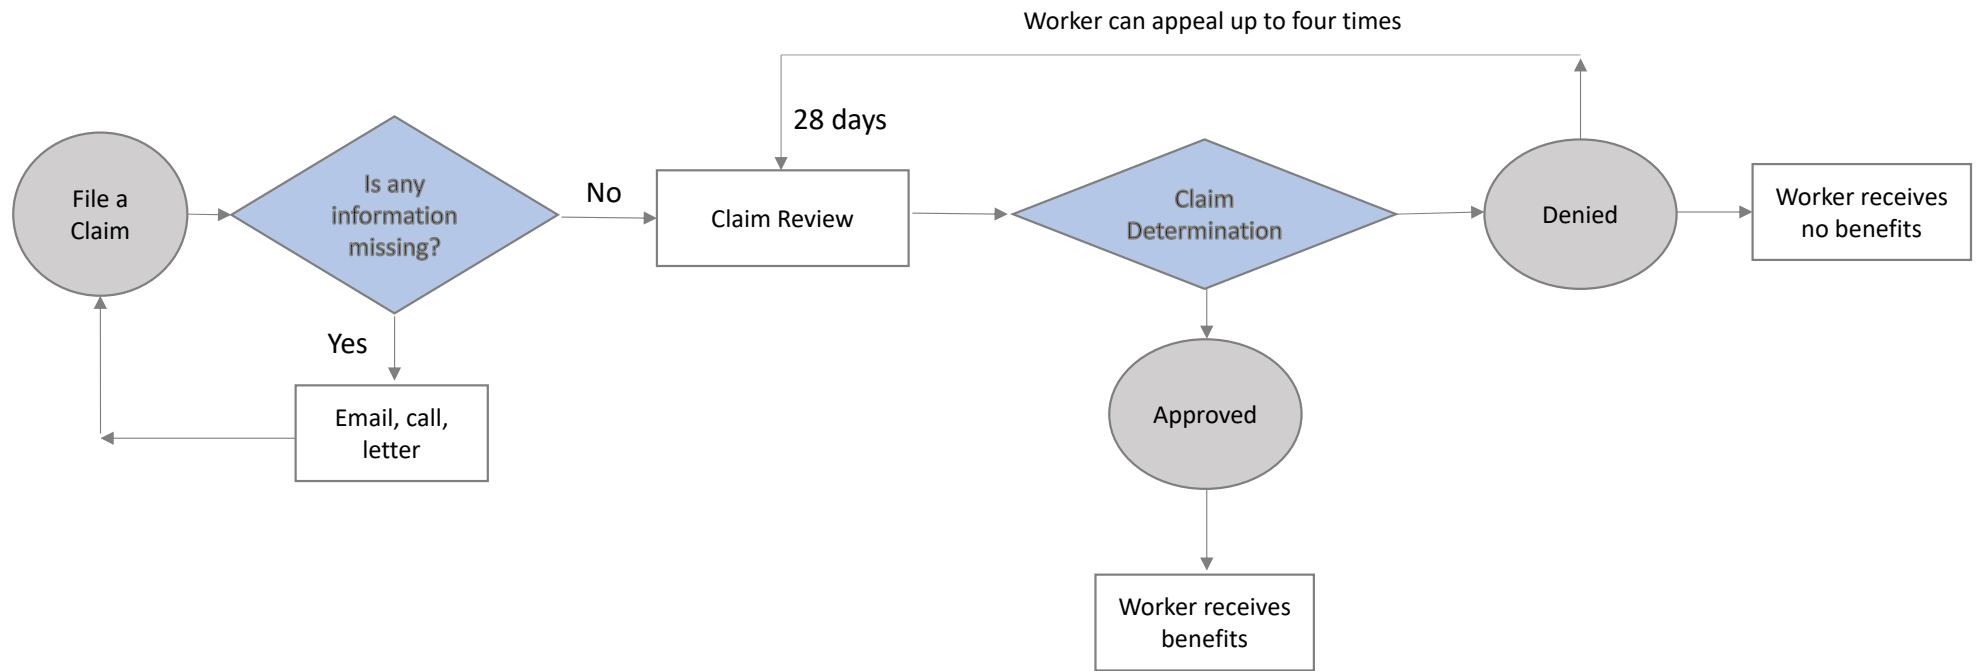 Worker can appeal up to four times
28 days
File a
Claim
Is any
information
missing?
No
Claim Review
Claim
Determination
Denied
Worker receives
no benefits
Yes
Email, call,
letter
Approved
Worker receives
benefits